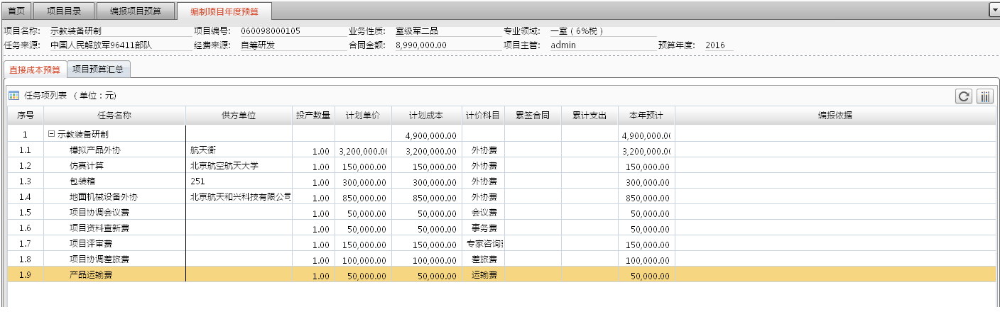 首页 项目目录 编报项目预算 编制项目年度预算
项目名称: 示教装备研制 项目编号: 060098000105 业务性质: 室级军二品 专业领域: 一室（6%税）
任务来源: 中国人民解放军96411部队 经费来源: 自筹研发 合同金额: 8,990,000.00 项目主管: admin 预算年度: 2016
直接成本预算 项目预算汇总
任务项列表 （单位：元)
序号 任务名称 供方单位 投产数量 计划单价 计划成本 计价科目 累签合同 累计支出 本年预计 编报依据
1 示教装备研制 4,900,000.00 4,900,000.00
1.1 模拟产品外协 航天衡 1.00 3,200,000.00 3,200,000.00 外协费 3,200,000.00
1.2 仿真计算 北京航空航天大学 1.00 150,000.00 150,000.00 外协费 150,000.00
1.3 包装箱 251 1.00 300,000.00 300,000.00 外协费 300,000.00
1.4 地面机械设备外协 北京航天和兴科技有限公司 1.00 850,000.00 850,000.00 外协费 850,000.00
1.5 项目协调会议费 1.00 50,000.00 50,000.00 会议费 50,000.00
1.6 项目资料查新费 1.00 50,000.00 50,000.00 事务费 50,000.00
1.7 项目评审费 1.00 150,000.00 150,000.00 专家咨询费 150,000.00
1.8 项目协调差旅费 1.00 100,000.00 100,000.00 差旅费 100,000.00
1.9 产品运输费 1.00 50,000.00 50,000.00 运输费 50,000.00